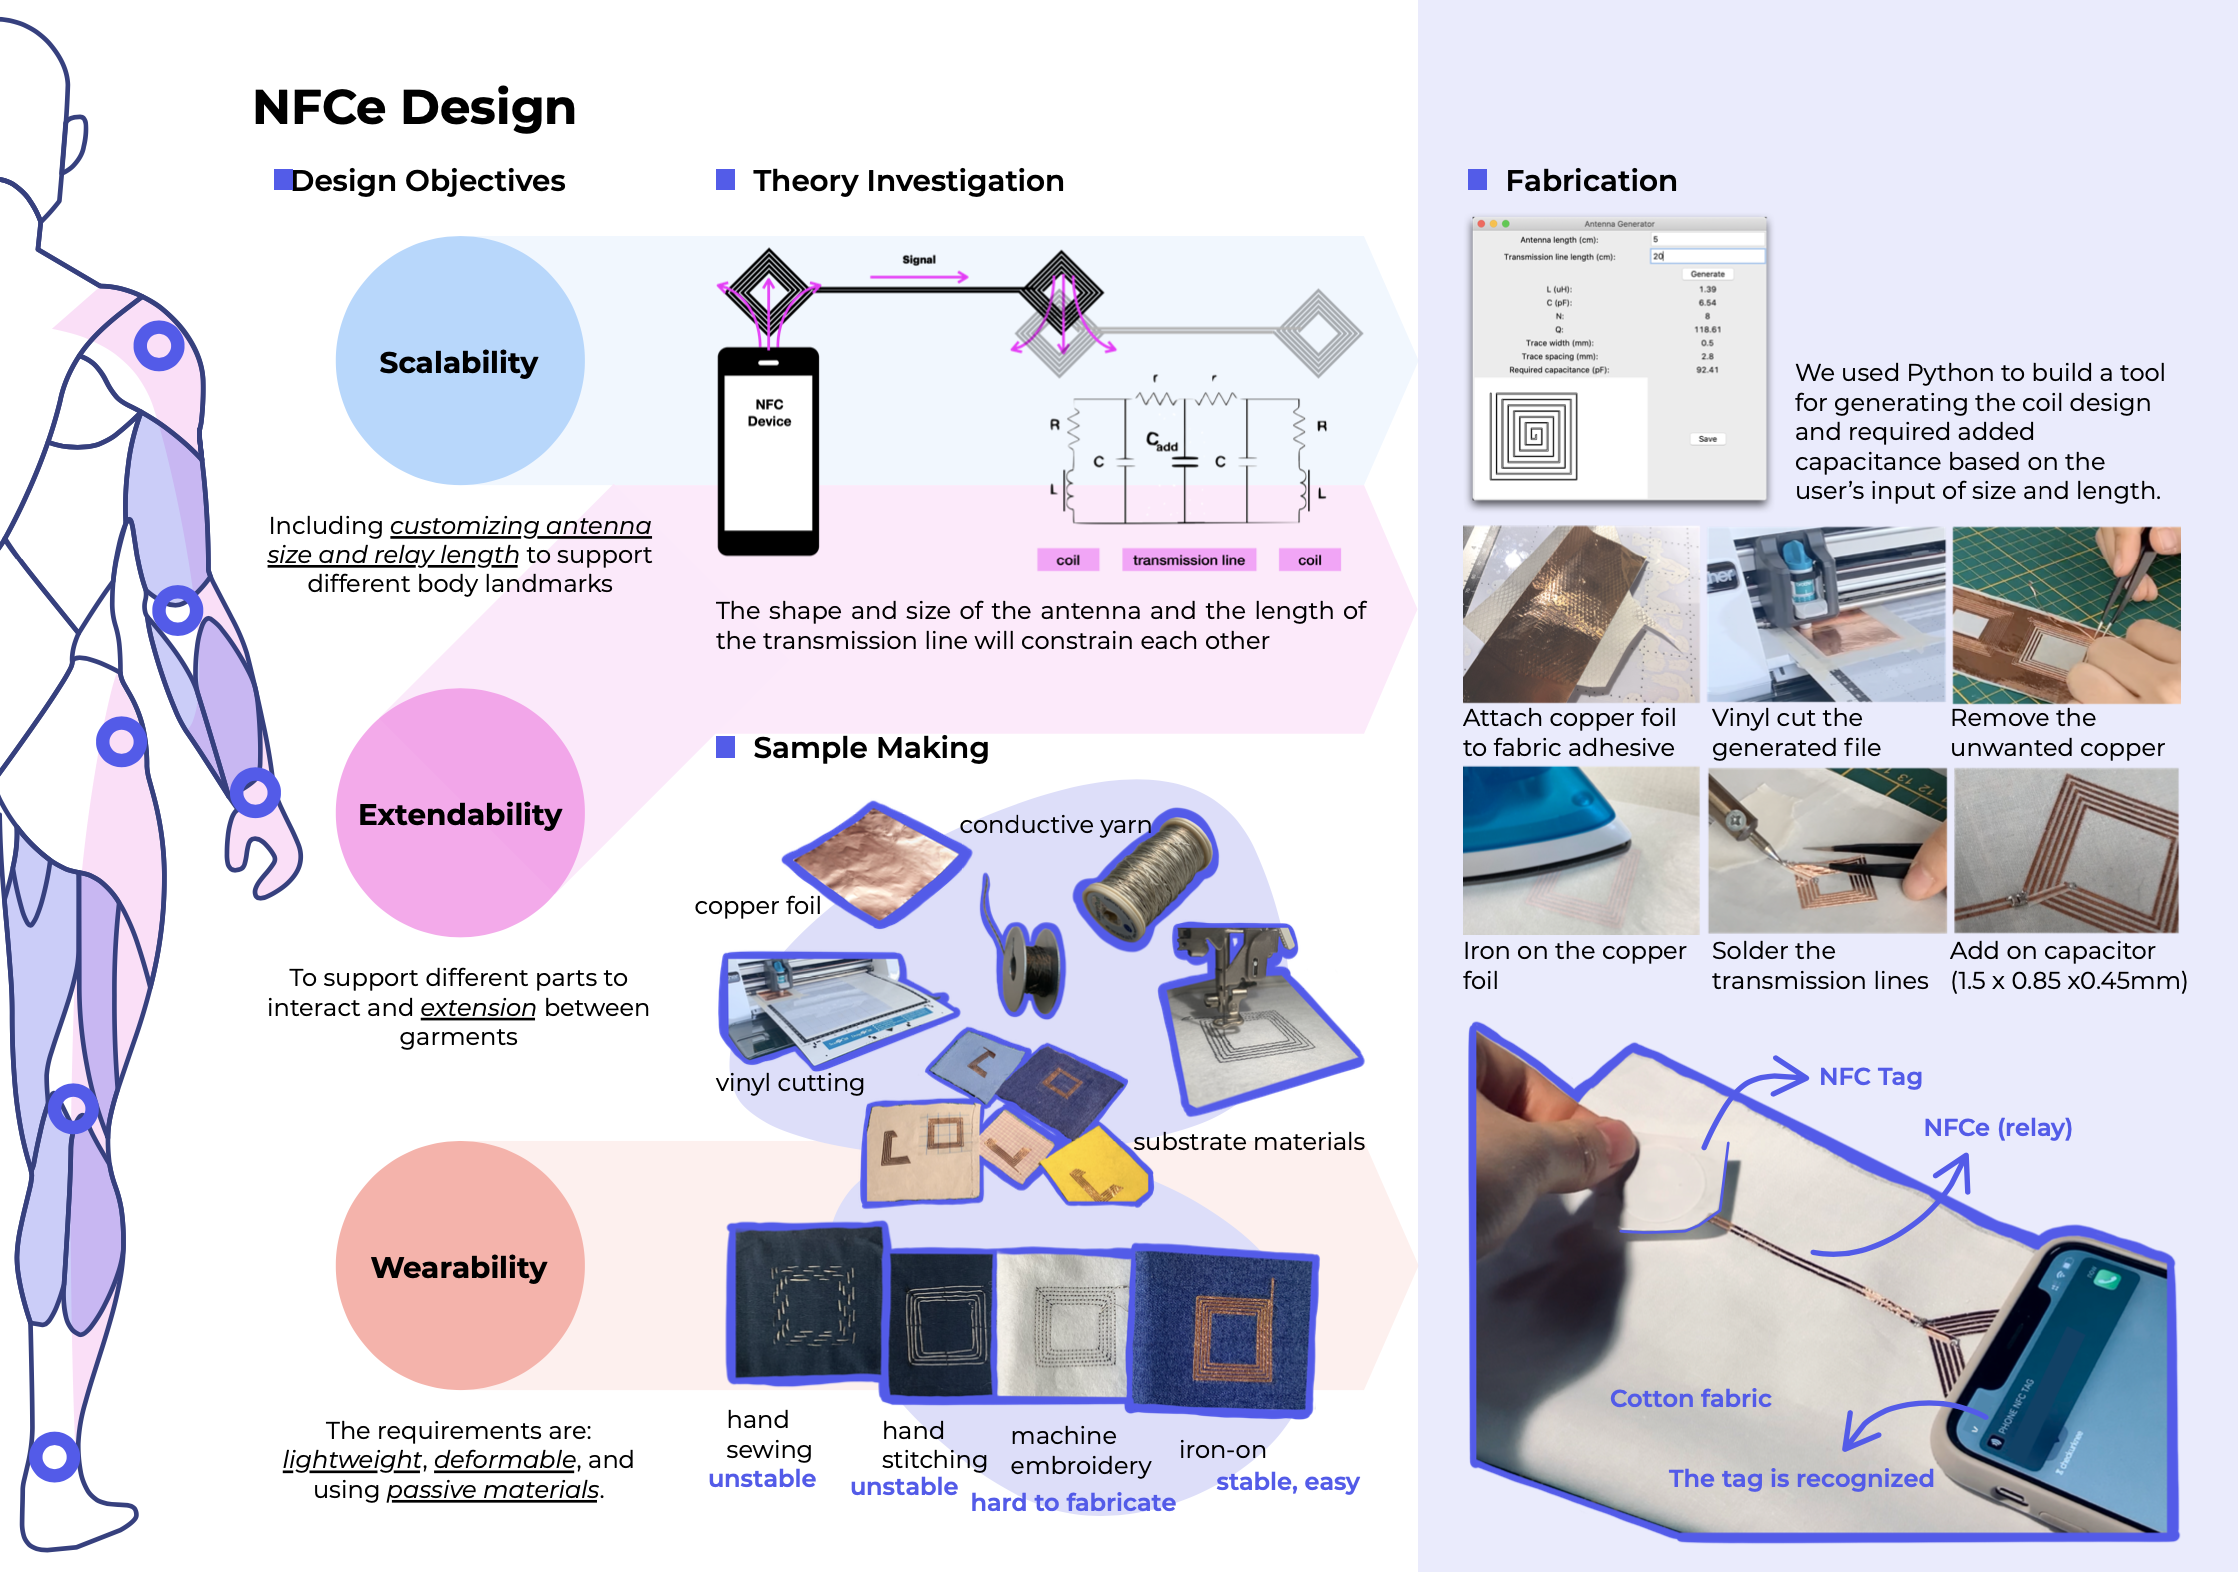 NFCe Design
Design Objectives
Scalability
Including customizing antenna
size and relay length to support
different body landmarks
Extendability
To support different parts to
interact and extension between
garments
Wearability
The requirements are:
lightweight, deformable, and
using passive materials.
Theory Investigation
Signal
NFC
Device
r r
R R
C Cadd C
L L
coil transmission line coil
The shape and size of the antenna and the length of
the transmission line will constrain each other
Sample Making
conductive yarn
copper foil
vinyl cutting
substrate materials
hand
sewing
unstable
hand
stitching
unstable
machine
embroidery
hard to fabricate
iron-on
stable, easy
Fabrication
Antenna Generator
Antenna length (cm): 5
Transmission line length (cm): 20
Generate
L (uH): 1.39
C (pF): 6.54
N: 8
Q: 118.61
Trace width (mm): 0.5
Trace spacing (mm): 2.8
Required capacitance (pF): 92.41
Save
We used Python to build a tool
for generating the coil design
and required added
capacitance based on the
user's input of size and length.
Attach copper foil
to fabric adhesive
Vinyl cut the
generated file
Remove the
unwanted copper
Iron on the copper
foil
Solder the
transmission lines
Add on capacitor
(1.5 x 0.85 x0.45mm)
NFC Tag
NFCe (relay)
Cotton fabric
The tag is recognized
PHONE NFC TAG